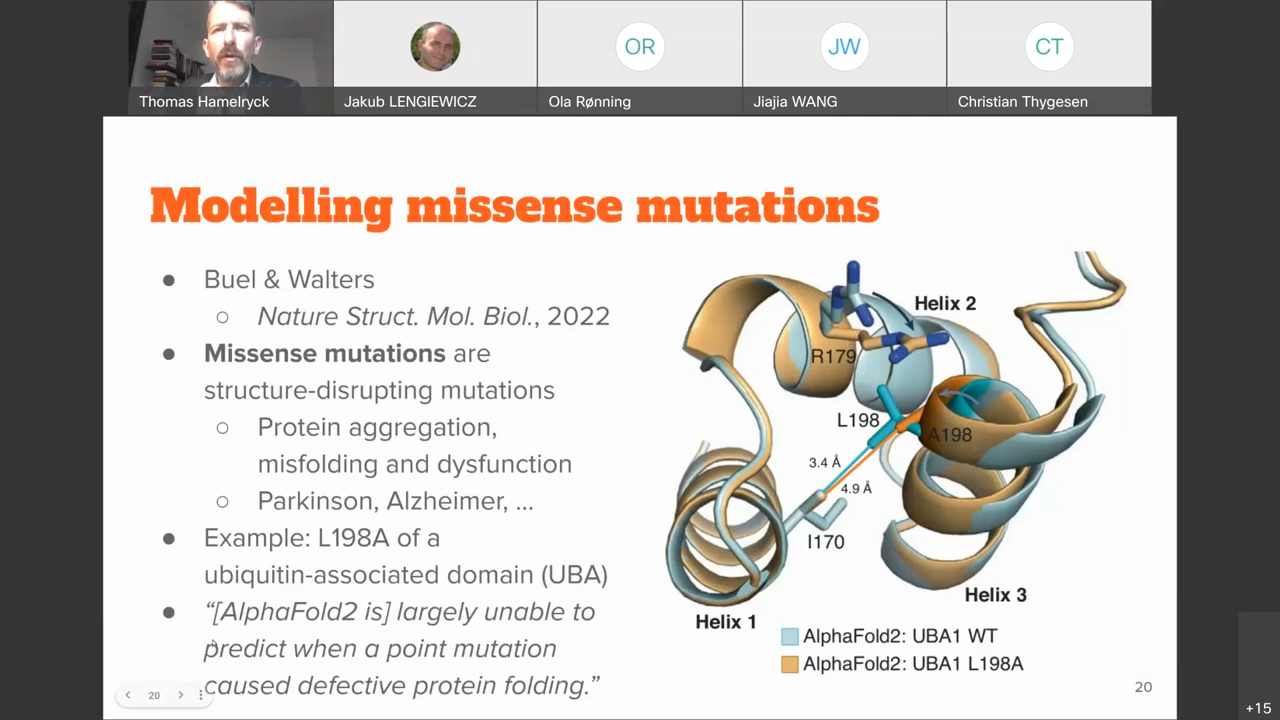 OR
JW
CT
Thomas Hamelryck
Jakub LENGIEWICZ
Ola Rønning
Jiajia WANG
Christian Thygesen
Modelling missense mutations
● Buel & Walters
○ Nature Struct. Mol. Biol., 2022
● Missense mutations are
structure-disrupting mutations
○ Protein aggregation,
misfolding and dysfunction
○ Parkinson, Alzheimer, ...
● Example: L198A of a
ubiquitin-associated domain (UBA)
● “[AlphaFold2 is] largely unable to
predict when a point mutation
caused defective protein folding.”
Helix 2
R179
L198
A198
3.4 Å
4.9 Å
I170
Helix 3
Helix 1
AlphaFold2: UBA1 WT
AlphaFold2: UBA1 L198A
20
20
+15